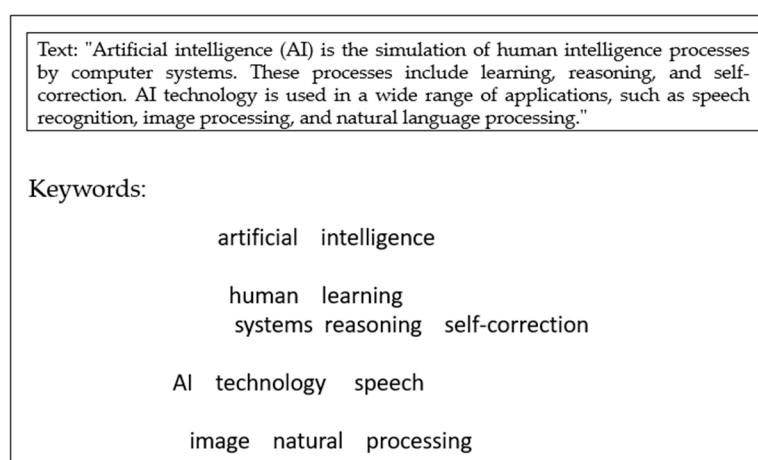 Text: "Artificial intelligence (AI) is the simulation of human intelligence processes
by computer systems. These processes include learning, reasoning, and self-
correction. AI technology is used in a wide range of applications, such as speech
recognition, image processing, and natural language processing."
Keywords:
artificial intelligence
human learning
systems reasoning self-correction
AI technology speech
image natural processing